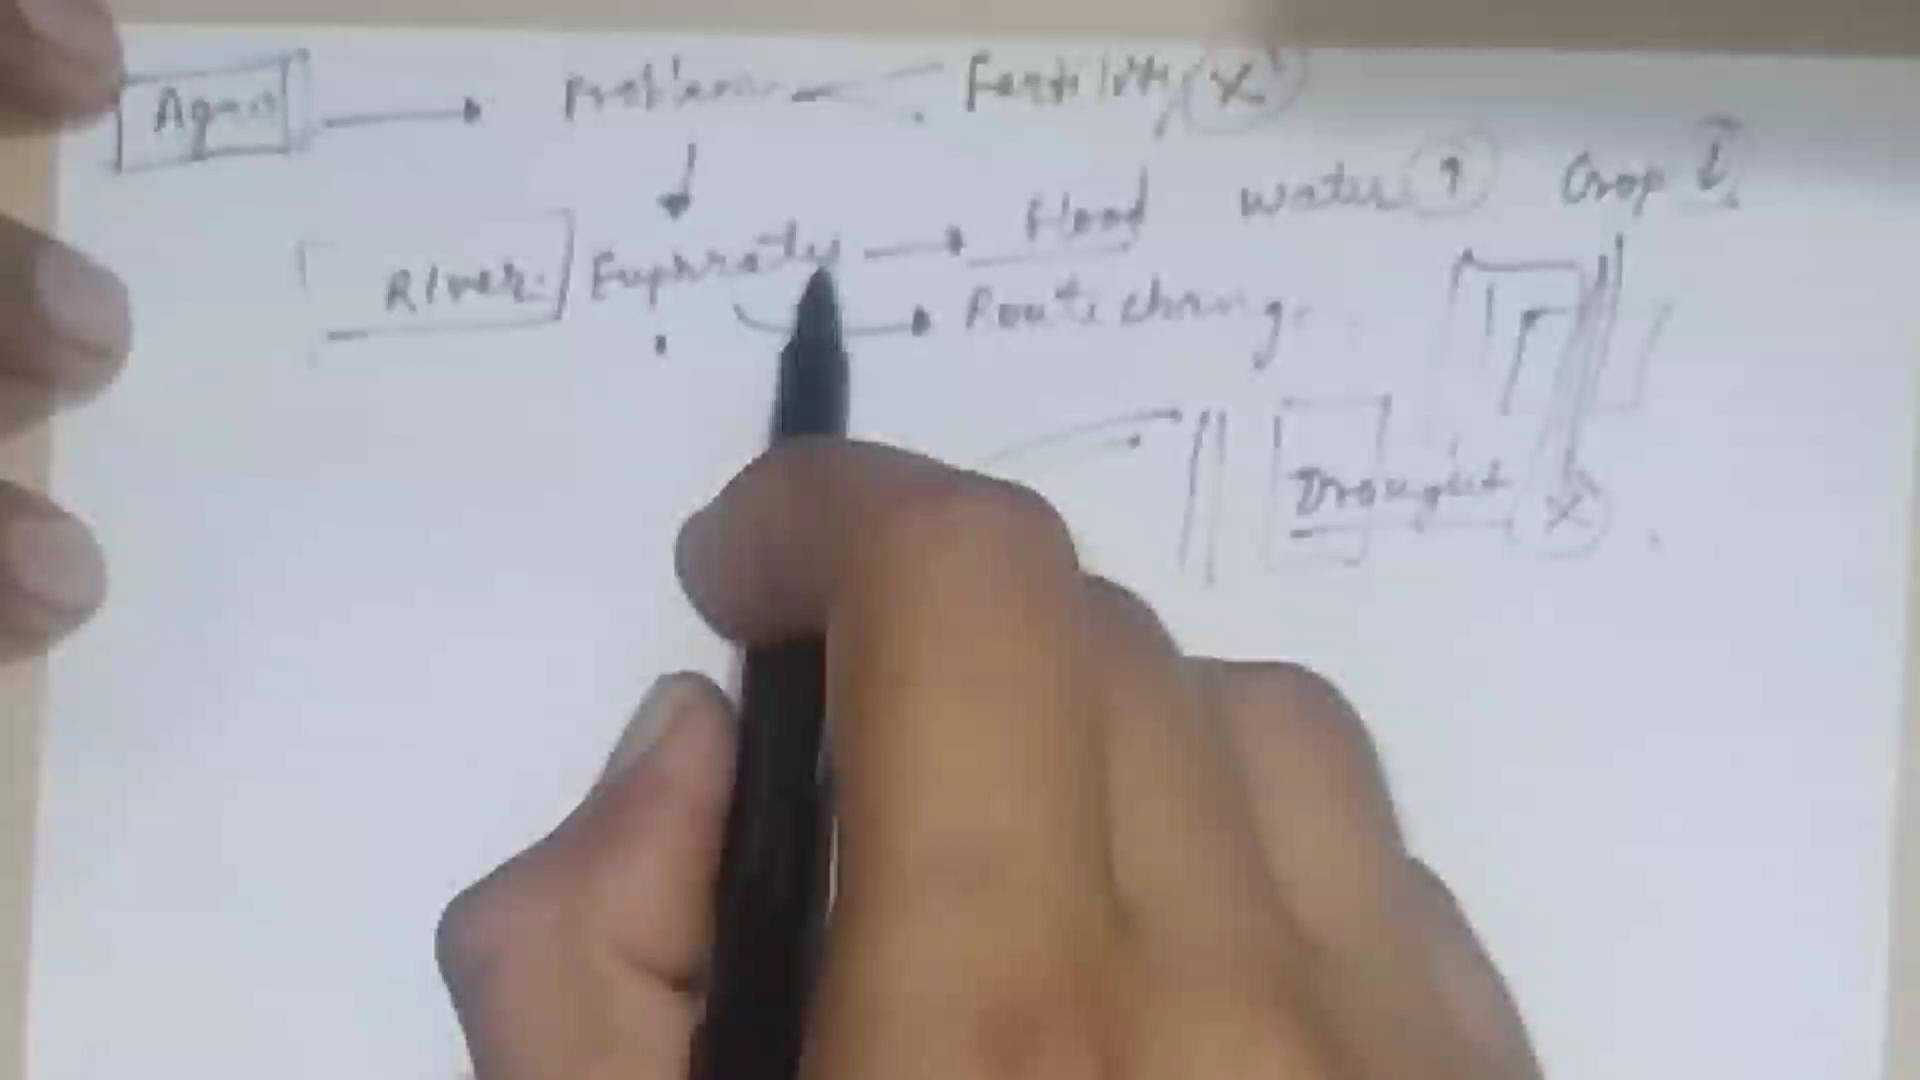 Agri → Problem Fertility X
Flood water ↑ Crop ↓
River Euphrates → Route change
Drought X